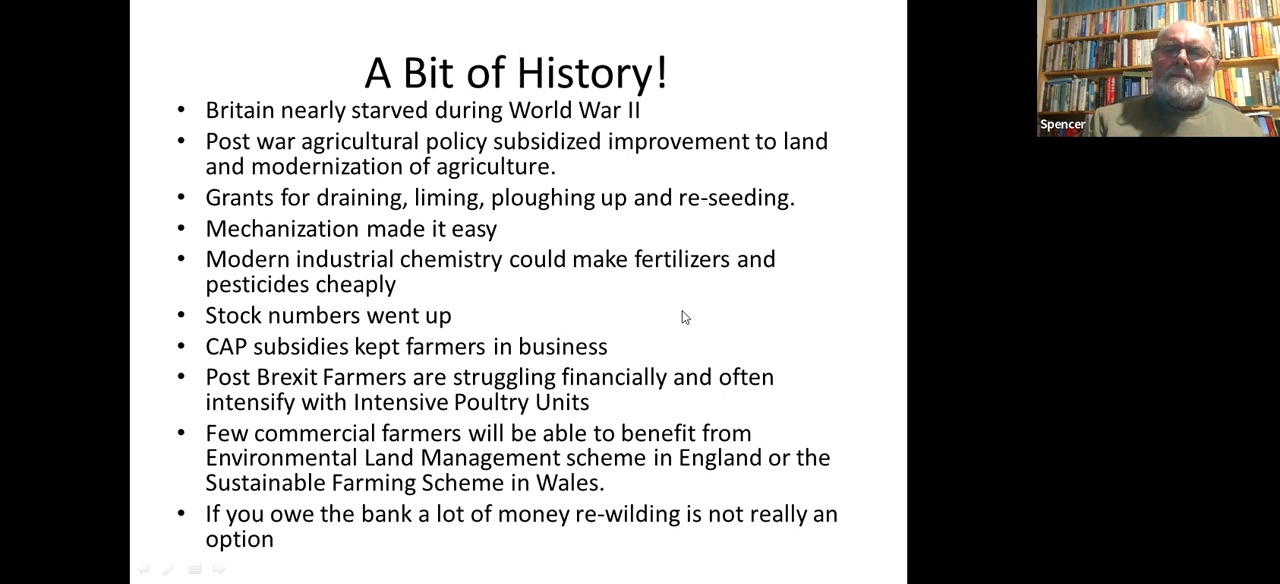 A Bit of History!
• Britain nearly starved during World War II
• Post war agricultural policy subsidized improvement to land
and modernization of agriculture.
• Grants for draining, liming, ploughing up and re-seeding.
• Mechanization made it easy
• Modern industrial chemistry could make fertilizers and
pesticides cheaply
• Stock numbers went up
• CAP subsidies kept farmers in business
• Post Brexit Farmers are struggling financially and often
intensify with Intensive Poultry Units
• Few commercial farmers will be able to benefit from
Environmental Land Management scheme in England or the
Sustainable Farming Scheme in Wales.
• If you owe the bank a lot of money re-wilding is not really an
option
Spencer